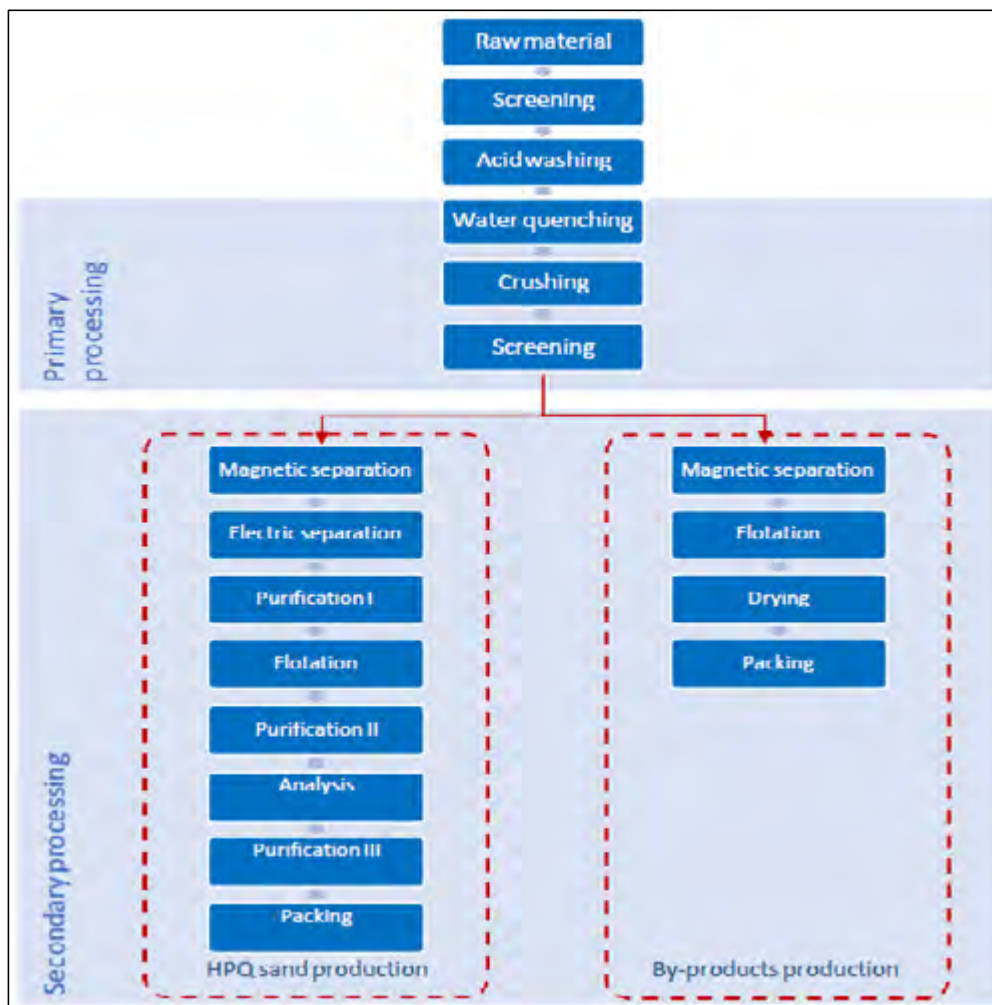 Raw material
Screening
Acid washing
Water quenching
Crushing
Screening
Primary
processing
Magnetic separation
Electric separation
Purification I
Flotation
Purification II
Analysis
Purification III
Packing
HPQ sand production
Magnetic separation
Flotation
Drying
Packing
By-products production
Secondary processing